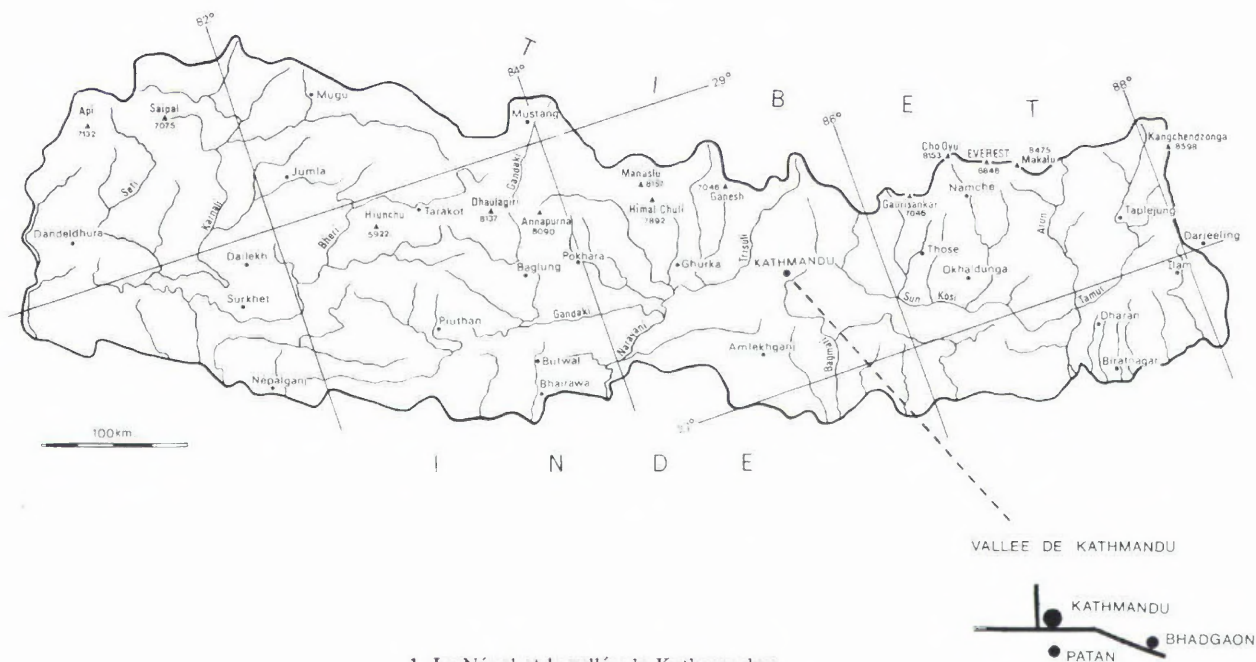 82°
T
84°
I
29°
B
E
T
88°
86°
Api
7132
Saipal
7075
Mugu
Mustang
Kangchendzonga
8598
Cho Oyu
8153
EVEREST
8848
8475
Makalu
Seti
Karnali
Jumla
Gandaki
Manaslu
8157
7046
Ganesh
Namche
Gaurisankar
7046
Hiunchu
5922
Tarakot
Dhaulagiri
8137
Annapurna
8090
Himal Chuli
7892
Arun
Taplejung
Dandeldhura
Bheri
Trisuli
Those
Darjeeling
Dailekh
Baglung
Pokhara
Ghurka
KATHMANDU
Okhaldunga
Ilam
Surkhet
Sun Kosi
Tamur
Piuthan
Gandaki
Narayani
Dharan
Amlekhganj
Bagmati
Butwal
Biratnagar
Nepalganj
Bhairawa
27°
100km
I N D E
VALLEE DE KATHMANDU
KATHMANDU
BHADGAON
PATAN